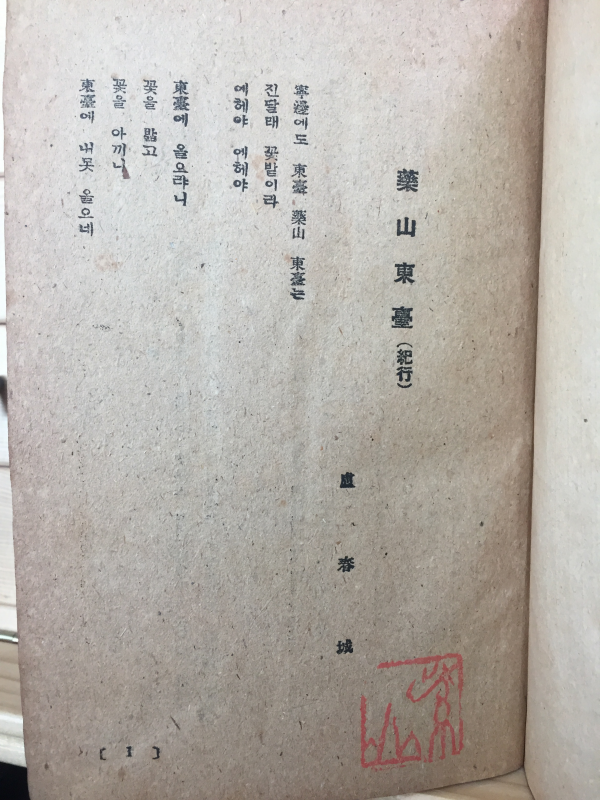 藥山東臺(紀行)
盧春城
寧邊에도 東臺 藥山 東臺는
진달래 꽃밭이라
에헤야 에헤야
東臺에 올으랴니
꽃을 밟고
꽃을 아끼니
東臺에 내못 올으네
[1]